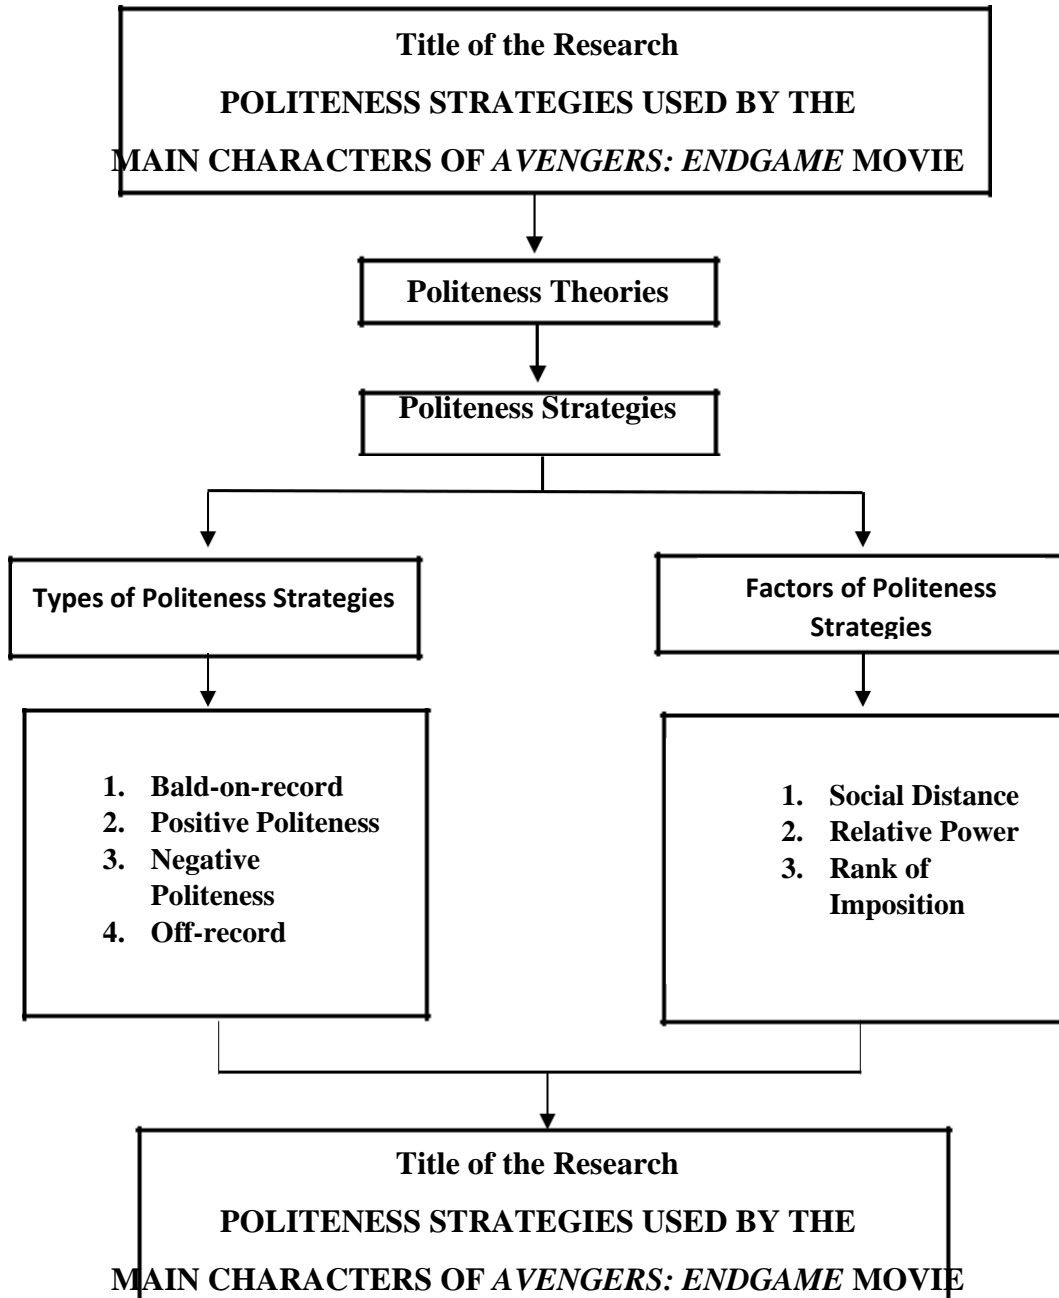 Title of the Research
POLITENESS STRATEGIES USED BY THE
MAIN CHARACTERS OF AVENGERS: ENDGAME MOVIE
Politeness Theories
Politeness Strategies
Types of Politeness Strategies
Factors of Politeness
Strategies
1. Bald-on-record
2. Positive Politeness
3. Negative
Politeness
4. Off-record
1. Social Distance
2. Relative Power
3. Rank of
Imposition
Title of the Research
POLITENESS STRATEGIES USED BY THE
MAIN CHARACTERS OF AVENGERS: ENDGAME MOVIE